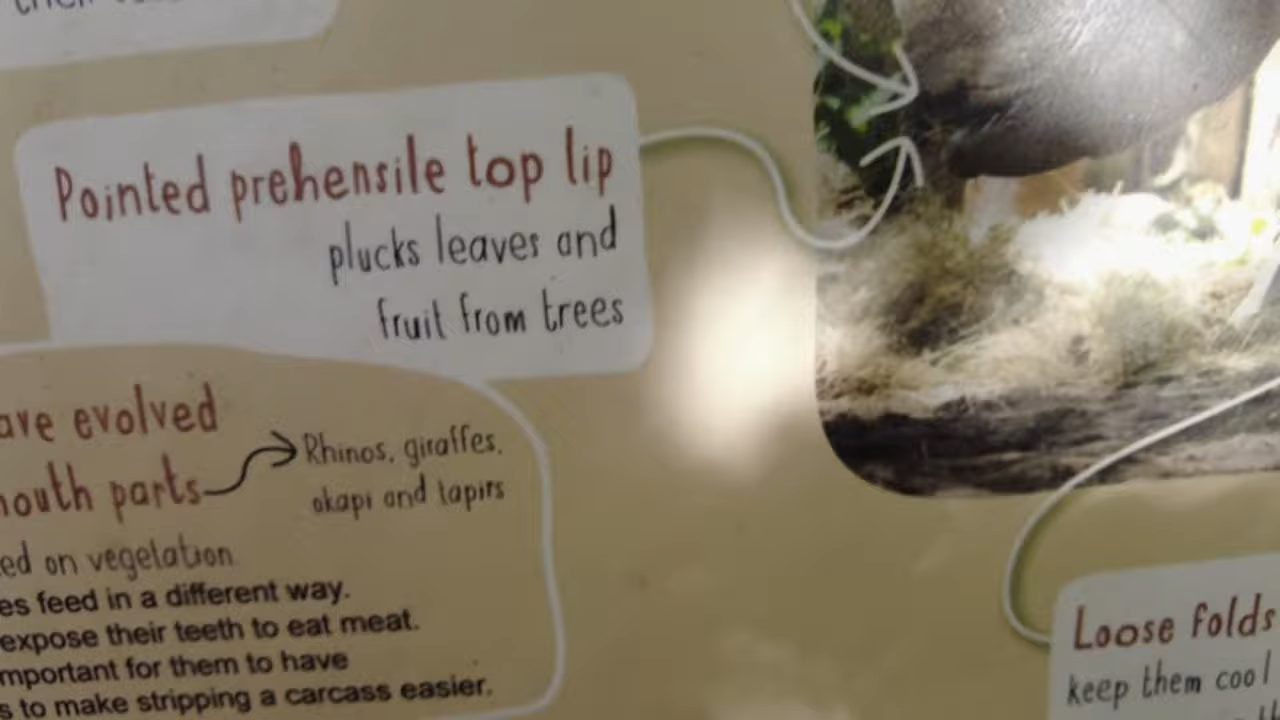 their
Pointed prehensile top lip
plucks leaves and
fruit from trees
ave evolved
outh parts
Rhinos, giraffes,
okapi and tapirs
ed on vegetation
es feed in a different way.
expose their teeth to eat meat.
mportant for them to have
s to make stripping a carcass easier.
Loose folds
keep them cool